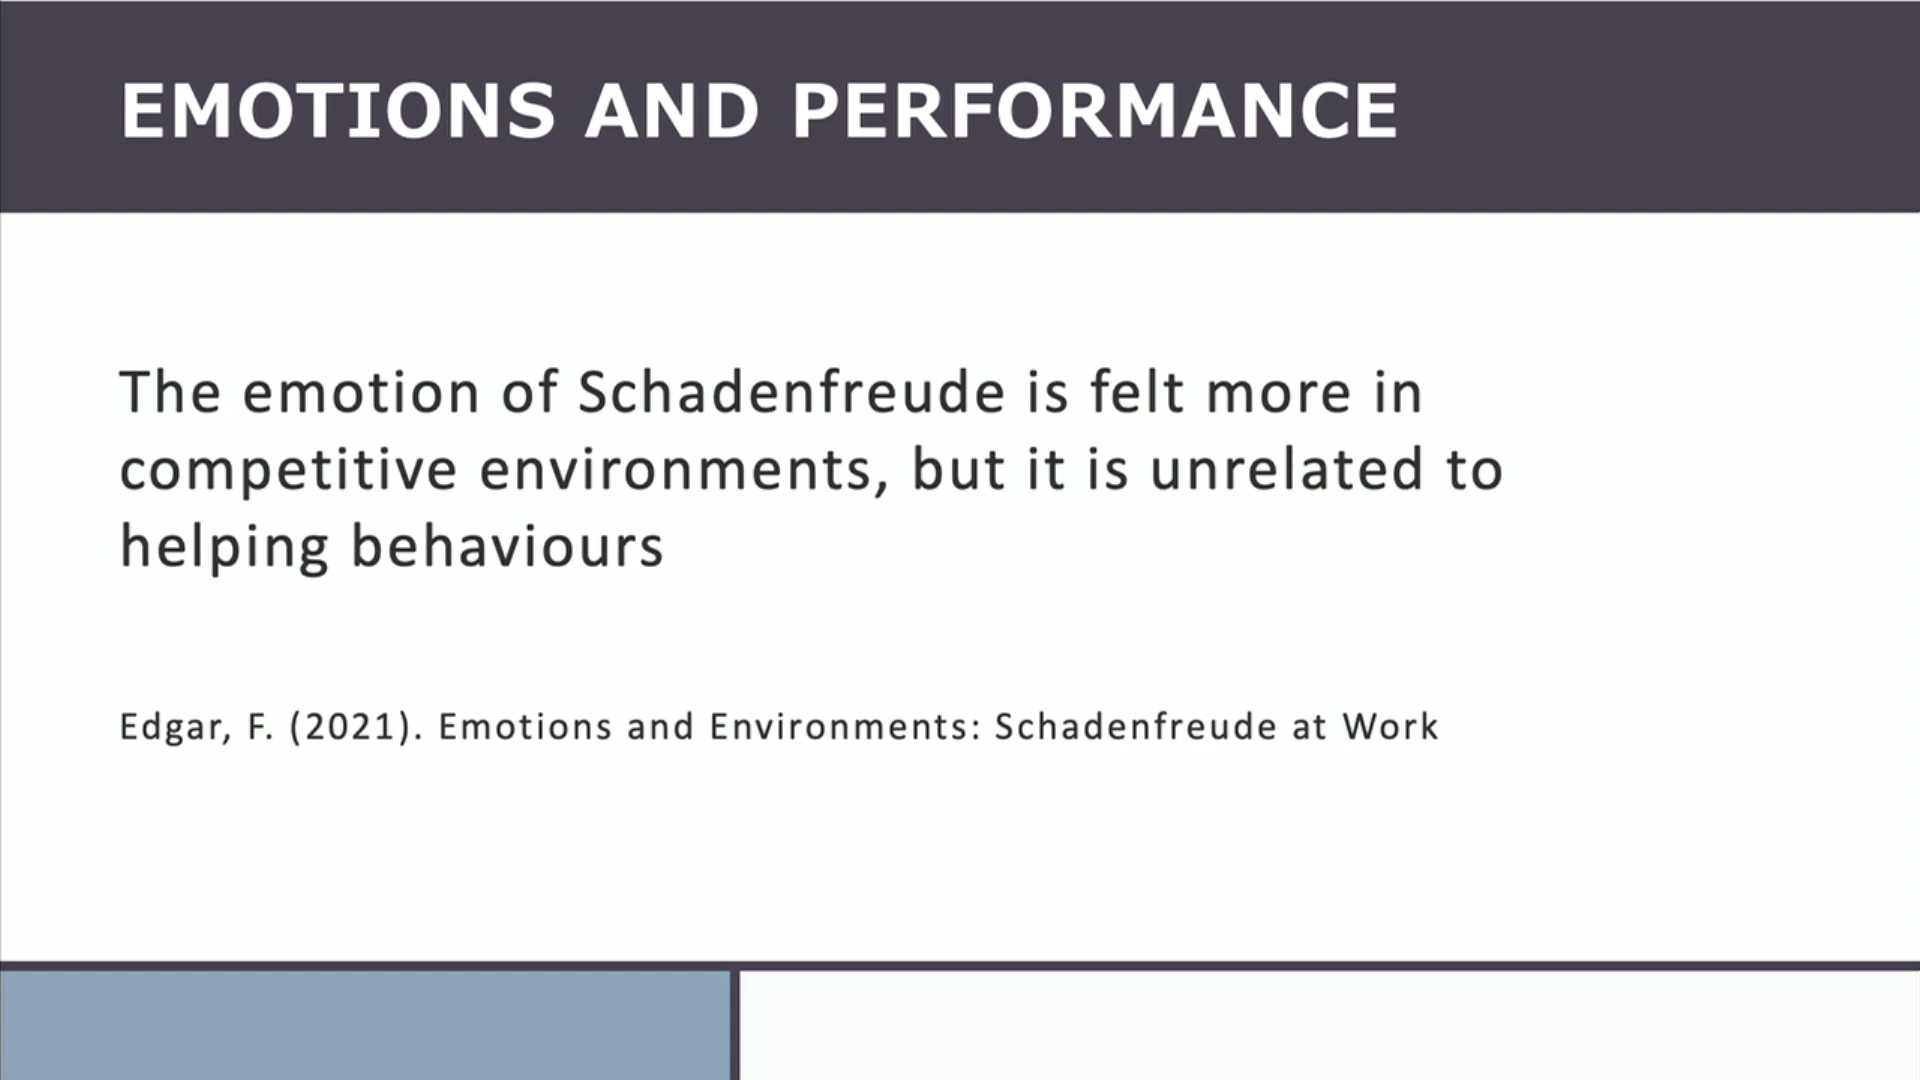 EMOTIONS AND PERFORMANCE
The emotion of Schadenfreude is felt more in
competitive environments, but it is unrelated to
helping behaviours
Edgar, F. (2021). Emotions and Environments: Schadenfreude at Work